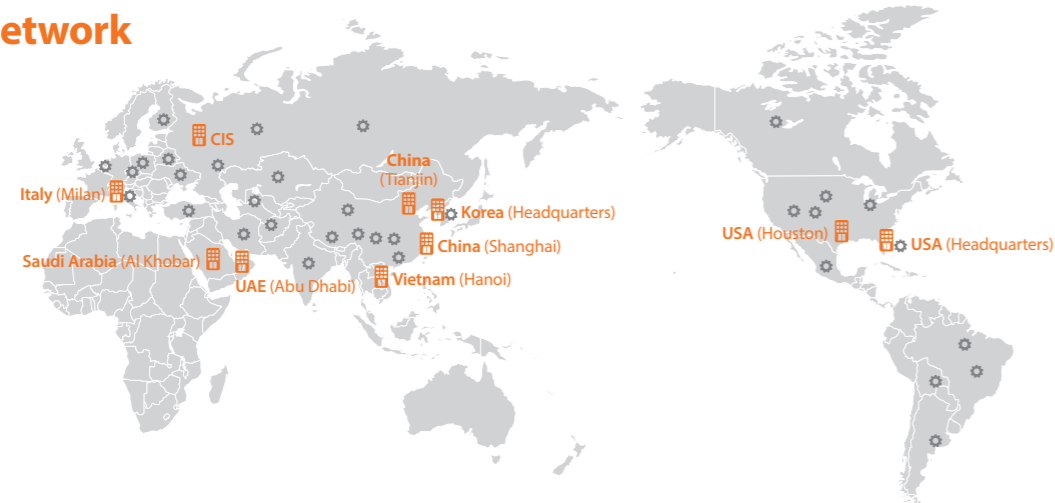 etwork
CIS
China
(Tianjin)
Italy (Milan)
Korea (Headquarters)
USA (Houston)
USA (Headquarters)
China (Shanghai)
Saudi Arabia (Al Khobar)
Vietnam (Hanoi)
UAE (Abu Dhabi)